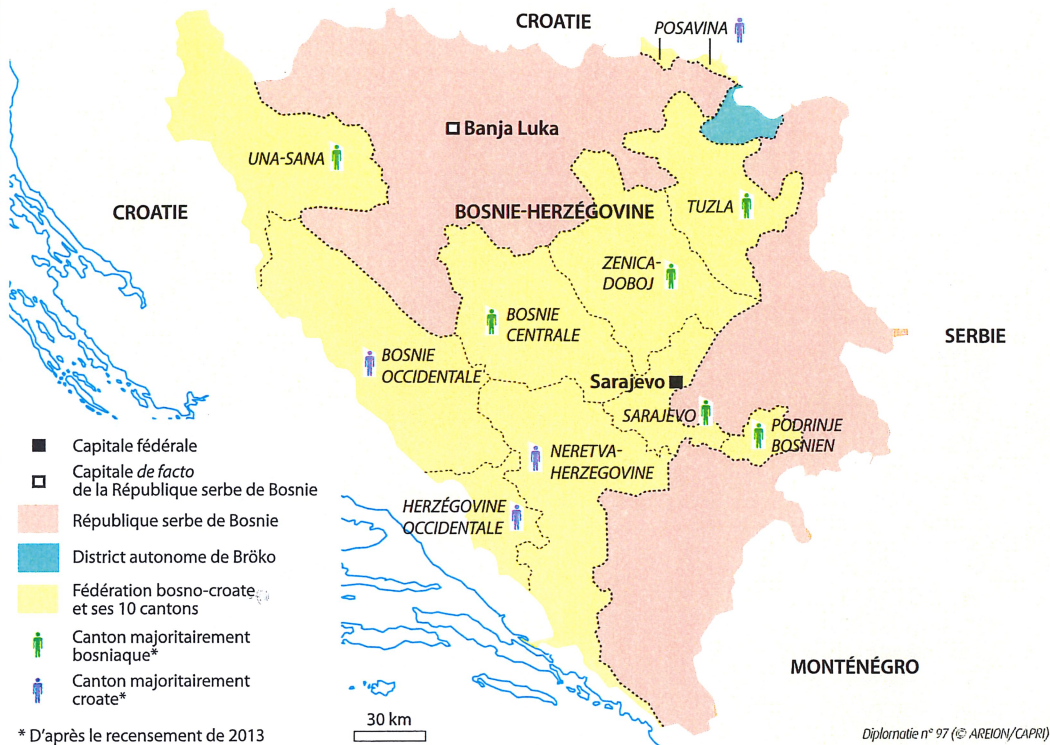 CROATIE
POSAVINA
Banja Luka
UNA-SANA
CROATIE
BOSNIE-HERZÉGOVINE
TUZLA
ZENICA-
DOBOJ
BOSNIE
CENTRALE
SERBIE
BOSNIE
OCCIDENTALE
Sarajevo
SARAJEVO
PODRINJE
BOSNIEN
NERETVA-
HERZEGOVINE
HERZÉGOVINE
OCCIDENTALE
MONTÉNÉGRO
Capitale fédérale
Capitale de facto
de la République serbe de Bosnie
République serbe de Bosnie
District autonome de Bröko
Fédération bosno-croate
et ses 10 cantons
Canton majoritairement
bosniaque*
Canton majoritairement
croate*
* D'après le recensement de 2013
30 km
Diplomatie n° 97 (© AREION/CAPRI)